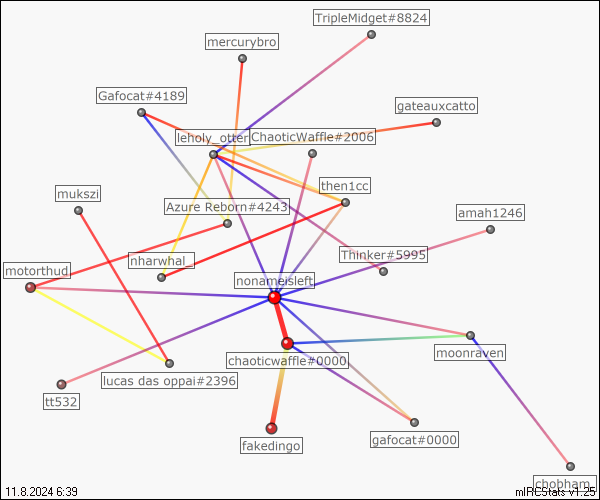 TripleMidget#8824
mercurybro
Gafocat#4189
gateauxcatto
leholy_otter
ChaoticWaffle#2006
then1cc
mukszi
Azure Reborn#4243
amah1246
nharwhal_
Thinker#5995
motorthud
nonameisleft
moonraven
chaoticwaffle#0000
lucas das oppai#2396
tt532
gafocat#0000
fakedingo
chobham_
11.8.2024 6:39
mIRCStats v1.25